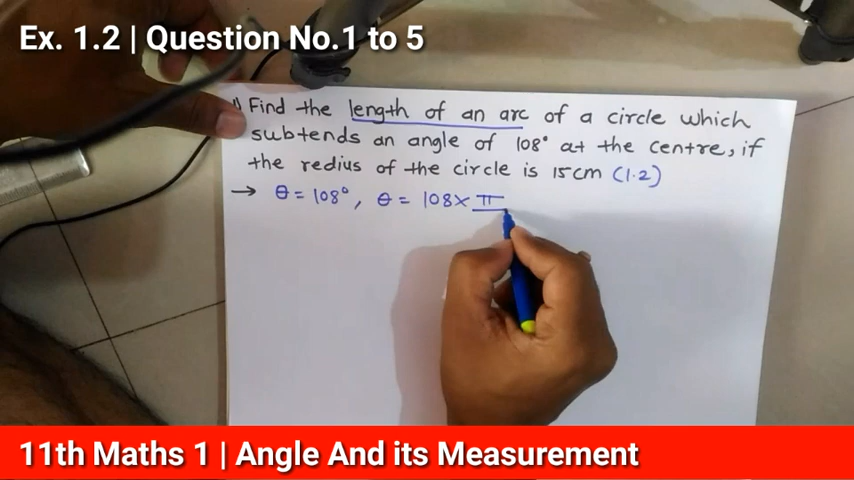 Ex. 1.2 | Question No.1 to 5
1) Find the length of an arc of a circle which
subtends an angle of 108° at the centre, if
the redius of the circle is 15cm (1.2)
→ θ = 108°, θ = 108 × π
11th Maths 1 | Angle And its Measurement